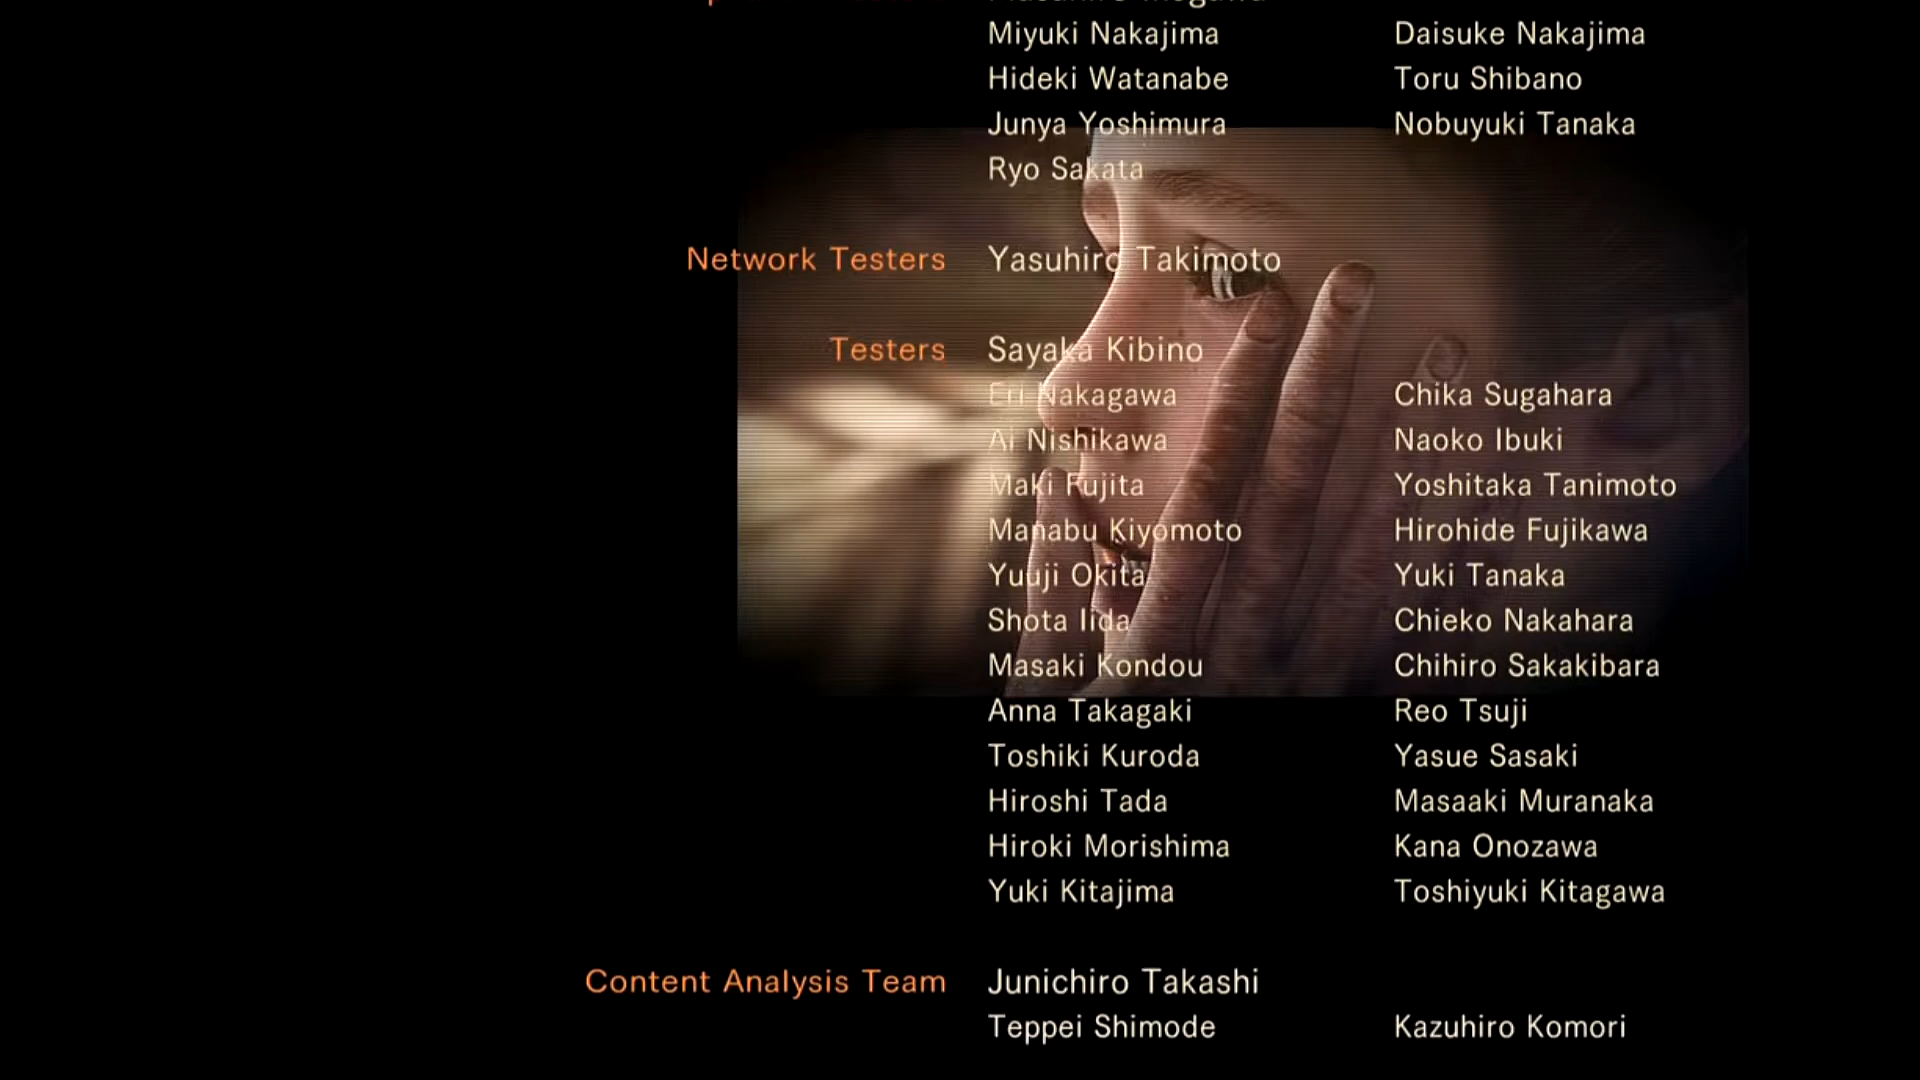 Miyuki Nakajima Daisuke Nakajima
Hideki Watanabe Toru Shibano
Junya Yoshimura Nobuyuki Tanaka
Ryo Sakata
Network Testers Yasuhiro Takimoto
Testers Sayaka Kibino
Eri Nakagawa Chika Sugahara
Ai Nishikawa Naoko Ibuki
Maki Fujita Yoshitaka Tanimoto
Manabu Kiyomoto Hirohide Fujikawa
Yuuji Okita Yuki Tanaka
Shota Iida Chieko Nakahara
Masaki Kondou Chihiro Sakakibara
Anna Takagaki Reo Tsuji
Toshiki Kuroda Yasue Sasaki
Hiroshi Tada Masaaki Muranaka
Hiroki Morishima Kana Onozawa
Yuki Kitajima Toshiyuki Kitagawa
Content Analysis Team Junichiro Takashi
Teppei Shimode Kazuhiro Komori